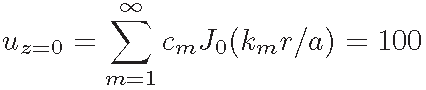 $u_{z=0} = \sum_{m=1}^{\infty} c_m J_0(k_m r/a) = 100$